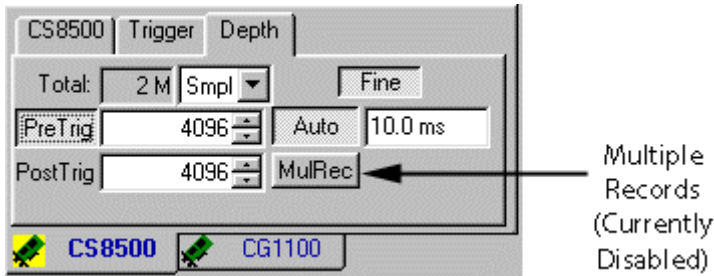 CS8500 Trigger Depth
Total: 2 M Smpl Fine
PreTrig 4096 Auto 10.0 ms
PostTrig 4096 MulRec
CS8500 CG1100
Multiple
Records
(Currently
Disabled)